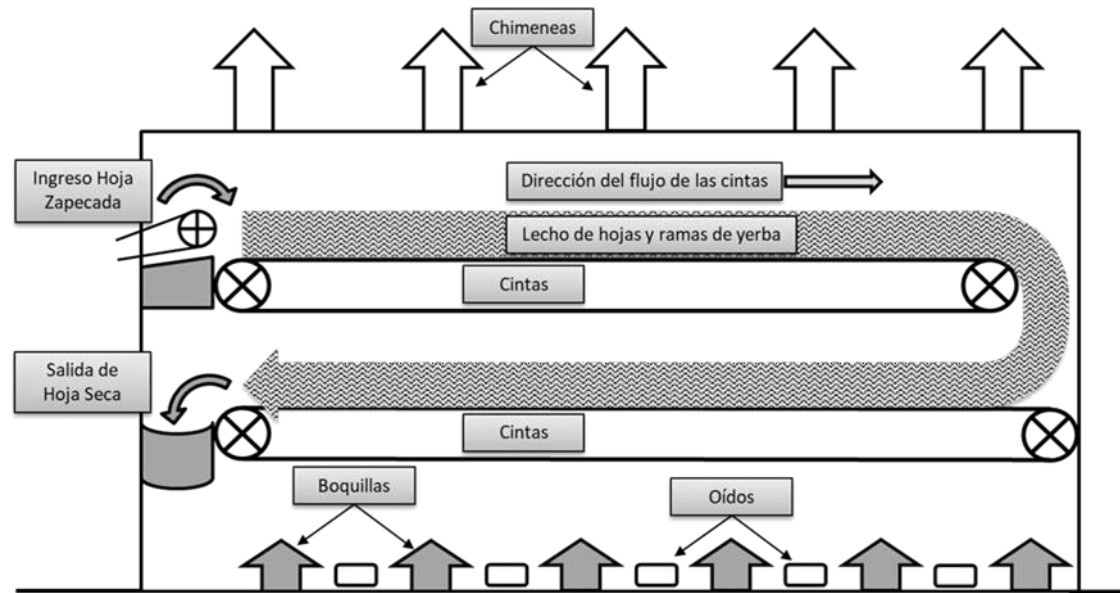 Chimeneas
Ingreso Hoja
Zapecada
Dirección del flujo de las cintas
Lecho de hojas y ramas de yerba
Cintas
Salida de
Hoja Seca
Cintas
Boquillas
Oídos